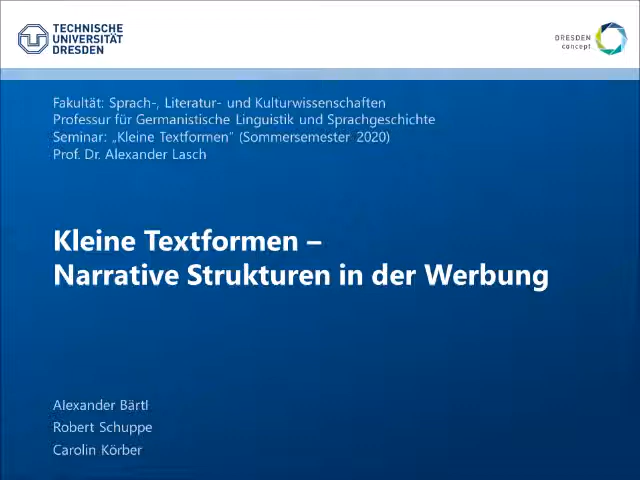 TECHNISCHE
UNIVERSITÄT
DRESDEN
DRESDEN
concept
Fakultät: Sprach-, Literatur- und Kulturwissenschaften
Professur für Germanistische Linguistik und Sprachgeschichte
Seminar: „Kleine Textformen“ (Sommersemester 2020)
Prof. Dr. Alexander Lasch
Kleine Textformen –
Narrative Strukturen in der Werbung
Alexander Bärtl
Robert Schuppe
Carolin Körber